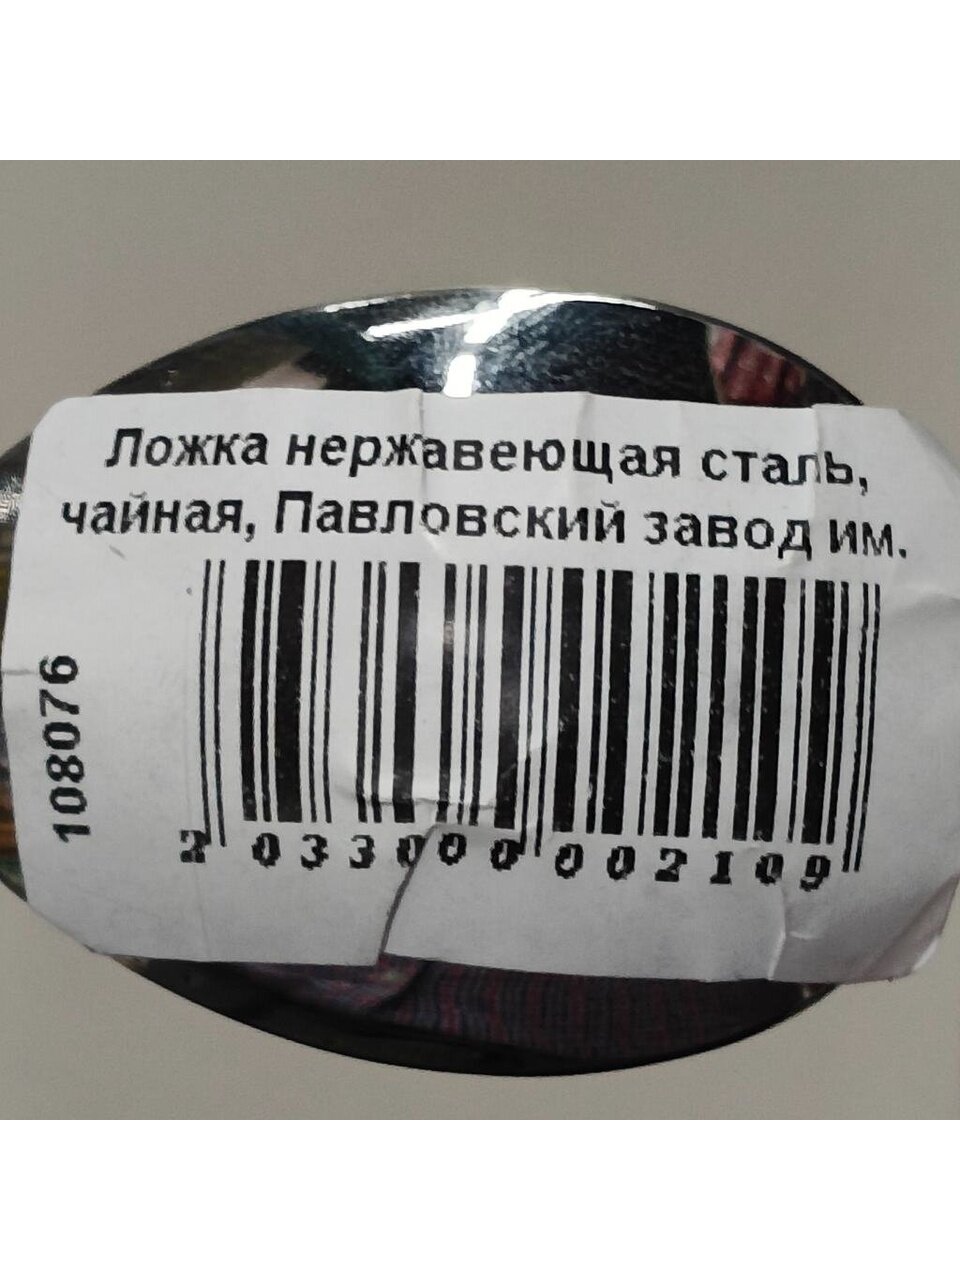 Ложка нержавеющая сталь,
чайная, Павловский завод им.
108076
2 033000 002109